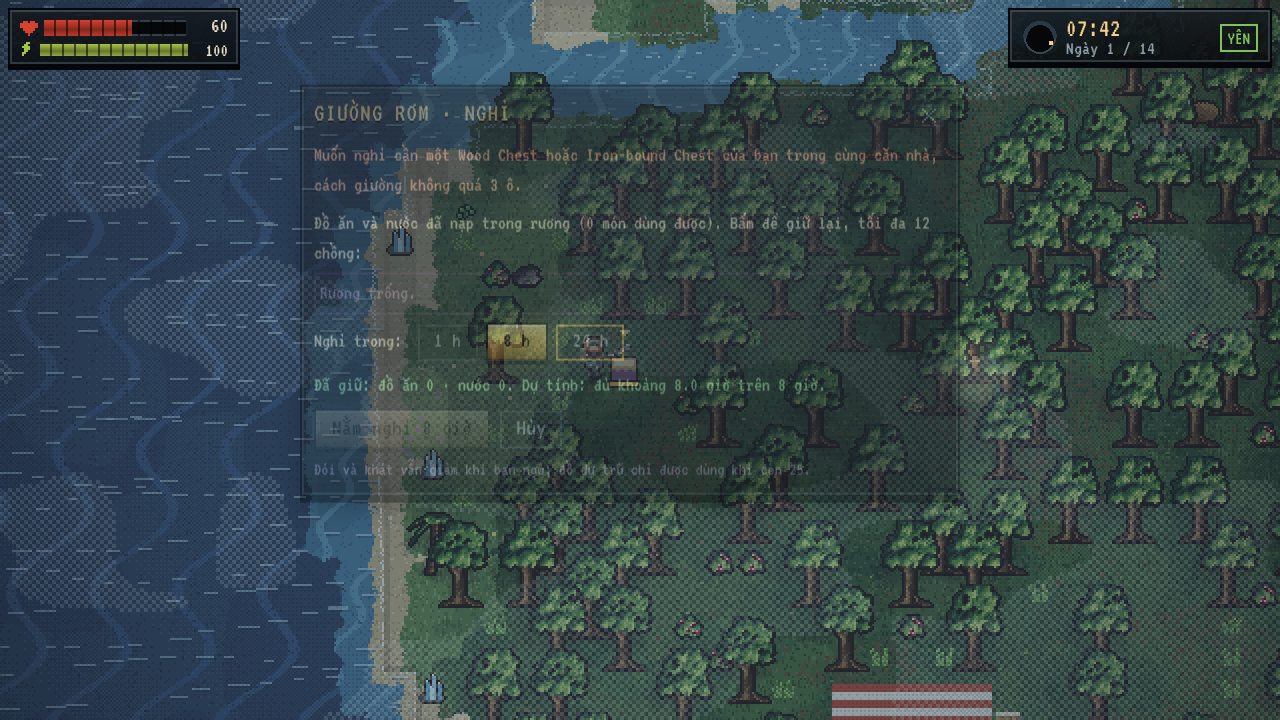 60
100
07:42
Ngày 1 / 14
YÊN
GIƯỜNG RƠM · NGHỈ
Muốn nghỉ cần một Wood Chest hoặc Iron-bound Chest của bạn trong cùng căn nhà,
cách giường không quá 3 ô.
Đồ ăn và nước đã nạp trong rương (0 món dùng được). Bấm để giữ lại, tối đa 12
chồng:
Rương trống.
Nghỉ trong: 1 h 8 h 24 h
Đã giữ: đồ ăn 0 · nước 0. Dự tính: đủ khoảng 8.0 giờ trên 8 giờ.
Nằm nghỉ 8 giờ Hủy
Đói và khát vẫn giảm khi bạn ngủ; đồ dự trữ chỉ được dùng khi còn 25.